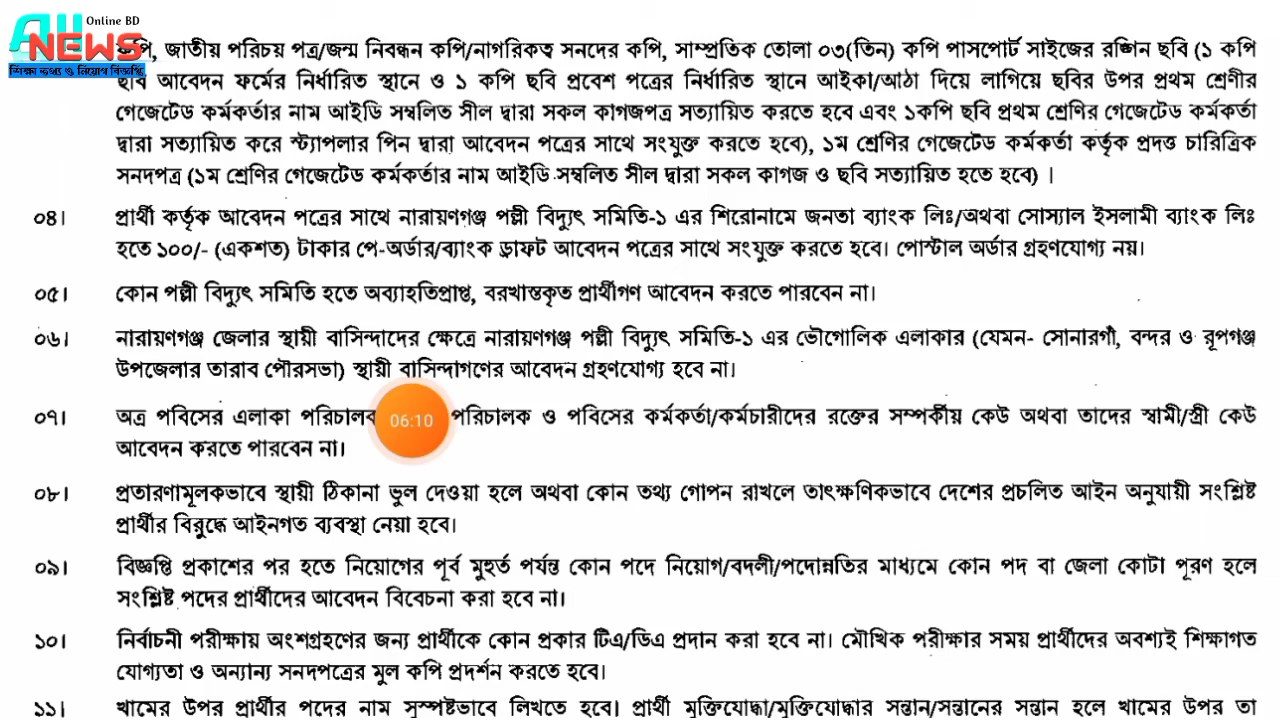 All Online BD
NEWS
শিক্ষা তথ্য ও নিয়োগ বিজ্ঞপ্তি
কপি, জাতীয় পরিচয় পত্র/জন্ম নিবন্ধন কপি/নাগরিকত্ব সনদের কপি, সাম্প্রতিক তোলা ০৩(তিন) কপি পাসপোর্ট সাইজের রঙ্গিন ছবি (১ কপি
ছবি আবেদন ফর্মের নির্ধারিত স্থানে ও ১ কপি ছবি প্রবেশ পত্রের নির্ধারিত স্থানে আইকা/আঠা দিয়ে লাগিয়ে ছবির উপর প্রথম শ্রেণীর
গেজেটেড কর্মকর্তার নাম আইডি সম্বলিত সীল দ্বারা সকল কাগজপত্র সত্যায়িত করতে হবে এবং ১কপি ছবি প্রথম শ্রেণির গেজেটেড কর্মকর্তা
দ্বারা সত্যায়িত করে স্ট্যাপলার পিন দ্বারা আবেদন পত্রের সাথে সংযুক্ত করতে হবে), ১ম শ্রেণির গেজেটেড কর্মকর্তা কর্তৃক প্রদত্ত চারিত্রিক
সনদপত্র (১ম শ্রেণির গেজেটেড কর্মকর্তার নাম আইডি সম্বলিত সীল দ্বারা সকল কাগজ ও ছবি সত্যায়িত হতে হবে) ।
০৪। প্রার্থী কর্তৃক আবেদন পত্রের সাথে নারায়ণগঞ্জ পল্লী বিদ্যুৎ সমিতি-১ এর শিরোনামে জনতা ব্যাংক লিঃ/অথবা সোস্যাল ইসলামী ব্যাংক লিঃ
হতে ১০০/- (একশত) টাকার পে-অর্ডার/ব্যাংক ড্রাফট আবেদন পত্রের সাথে সংযুক্ত করতে হবে। পোস্টাল অর্ডার গ্রহণযোগ্য নয়।
০৫। কোন পল্লী বিদ্যুৎ সমিতি হতে অব্যাহতিপ্রাপ্ত, বরখাস্তকৃত প্রার্থীগণ আবেদন করতে পারবেন না।
০৬। নারায়ণগঞ্জ জেলার স্থায়ী বাসিন্দাদের ক্ষেত্রে নারায়ণগঞ্জ পল্লী বিদ্যুৎ সমিতি-১ এর ভৌগোলিক এলাকার (যেমন- সোনারগাঁ, বন্দর ও রূপগঞ্জ
উপজেলার তারাব পৌরসভা) স্থায়ী বাসিন্দাগণের আবেদন গ্রহণযোগ্য হবে না।
০৭। অত্র পবিসের এলাকা পরিচালক 06:10 পরিচালক ও পবিসের কর্মকর্তা/কর্মচারীদের রক্তের সম্পর্কীয় কেউ অথবা তাদের স্বামী/স্ত্রী কেউ
আবেদন করতে পারবেন না।
০৮। প্রতারণামূলকভাবে স্থায়ী ঠিকানা ভুল দেওয়া হলে অথবা কোন তথ্য গোপন রাখলে তাৎক্ষণিকভাবে দেশের প্রচলিত আইন অনুযায়ী সংশ্লিষ্ট
প্রার্থীর বিরুদ্ধে আইনগত ব্যবস্থা নেয়া হবে।
০৯। বিজ্ঞপ্তি প্রকাশের পর হতে নিয়োগের পূর্ব মুহুর্ত পর্যন্ত কোন পদে নিয়োগ/বদলী/পদোন্নতির মাধ্যমে কোন পদ বা জেলা কোটা পূরণ হলে
সংশ্লিষ্ট পদের প্রার্থীদের আবেদন বিবেচনা করা হবে না।
১০। নির্বাচনী পরীক্ষায় অংশগ্রহণের জন্য প্রার্থীকে কোন প্রকার টিএ/ডিএ প্রদান করা হবে না। মৌখিক পরীক্ষার সময় প্রার্থীদের অবশ্যই শিক্ষাগত
যোগ্যতা ও অন্যান্য সনদপত্রের মুল কপি প্রদর্শন করতে হবে।
১১। খামের উপর প্রার্থীর পদের নাম সুস্পষ্টভাবে লিখতে হবে। প্রার্থী মুক্তিযোদ্ধা/মুক্তিযোদ্ধার সন্তান/সন্তানের সন্তান হলে খামের উপর তা